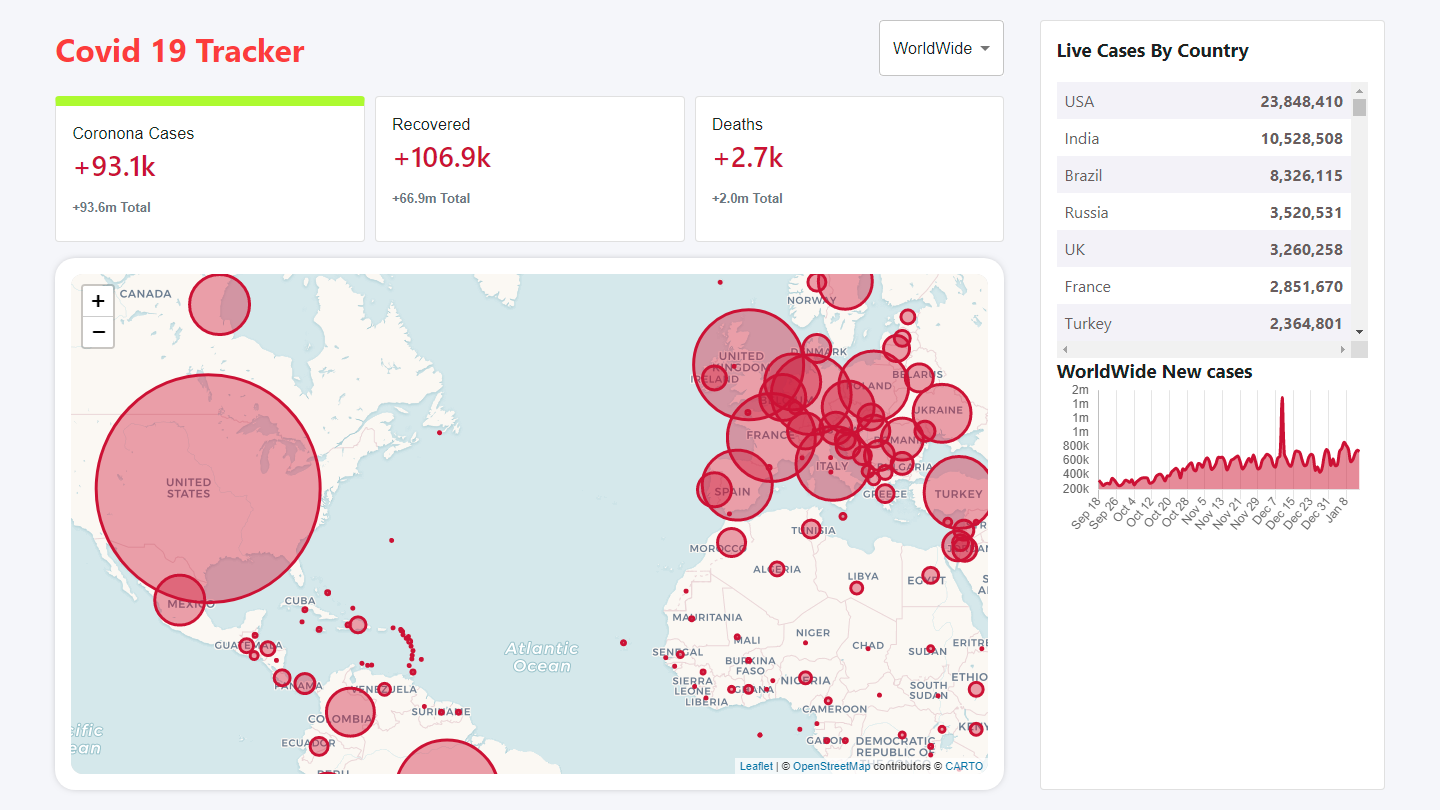 Covid 19 Tracker
WorldWide
Coronona Cases
+93.1k
+93.6m Total
Recovered
+106.9k
+66.9m Total
Deaths
+2.7k
+2.0m Total
+
−
CANADA
UNITED
STATES
MEXICO
CUBA
GUATEMALA
PANAMA
VENEZUELA
COLOMBIA
SURINAME
ECUADOR
PERU
Atlantic
Ocean
cific
ean
NORWAY
DENMARK
UNITED
KINGDOM
IRELAND
BELARUS
POLAND
UKRAINE
FRANCE
ROMANIA
ITALY
BULGARIA
SPAIN
GREECE
TURKEY
TUNISIA
MOROCCO
ALGERIA
LIBYA
EGYPT
MAURITANIA
MALI
NIGER
CHAD
SUDAN
ERITRE
SENEGAL
BURKINA
FASO
SIERRA
LEONE
LIBERIA
GHANA
NIGERIA
SOUTH
SUDAN
ETHIO
CAMEROON
GABON
DEMOCRATIC
REPUBLIC OF
KENY
Leaflet | © OpenStreetMap contributors © CARTO
Live Cases By Country
USA 23,848,410
India 10,528,508
Brazil 8,326,115
Russia 3,520,531
UK 3,260,258
France 2,851,670
Turkey 2,364,801
WorldWide New cases
2m
1m
1m
1m
800k
600k
400k
200k
Sep 18
Sep 26
Oct 4
Oct 12
Oct 20
Oct 28
Nov 5
Nov 13
Nov 21
Nov 29
Dec 7
Dec 15
Dec 23
Dec 31
Jan 8